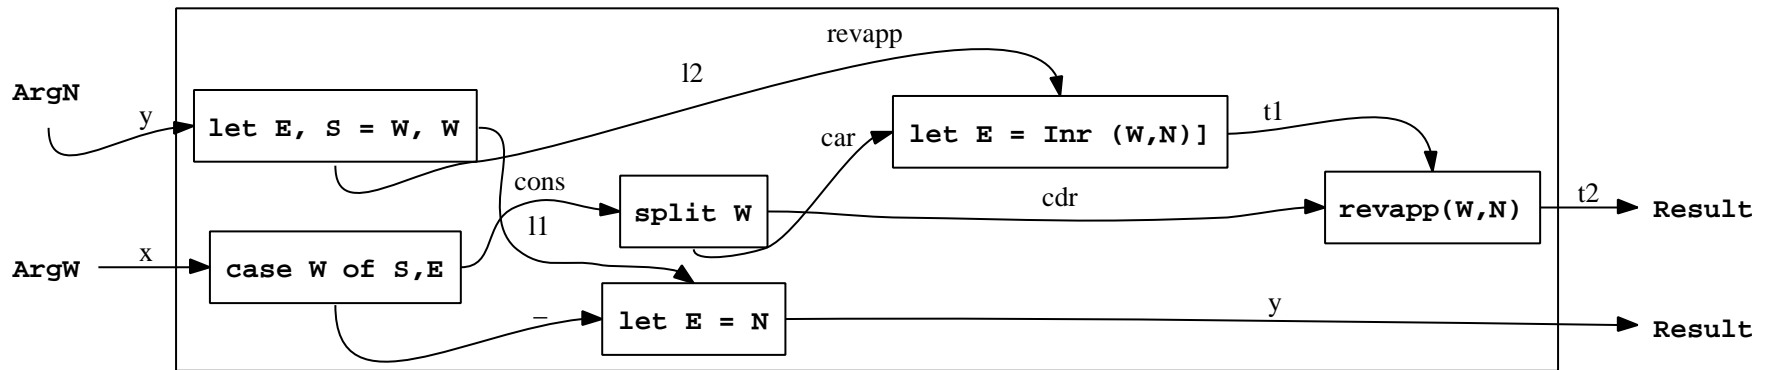 revapp
l2
ArgN
y
let E, S = W, W
let E = Inr (W,N)]
t1
car
cons
split W
cdr
revapp(W,N)
t2
Result
l1
ArgW
x
case W of S,E
let E = N
_
y
Result